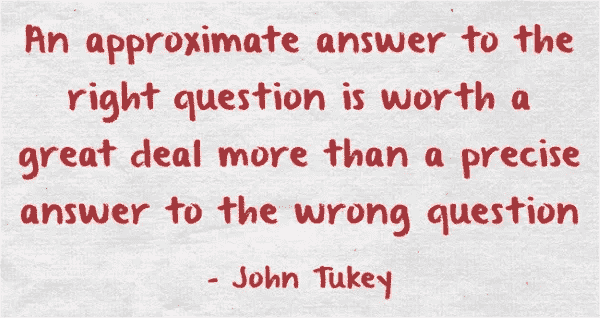 An approximate answer to the
right question is worth a
great deal more than a precise
answer to the wrong question
- John Tukey